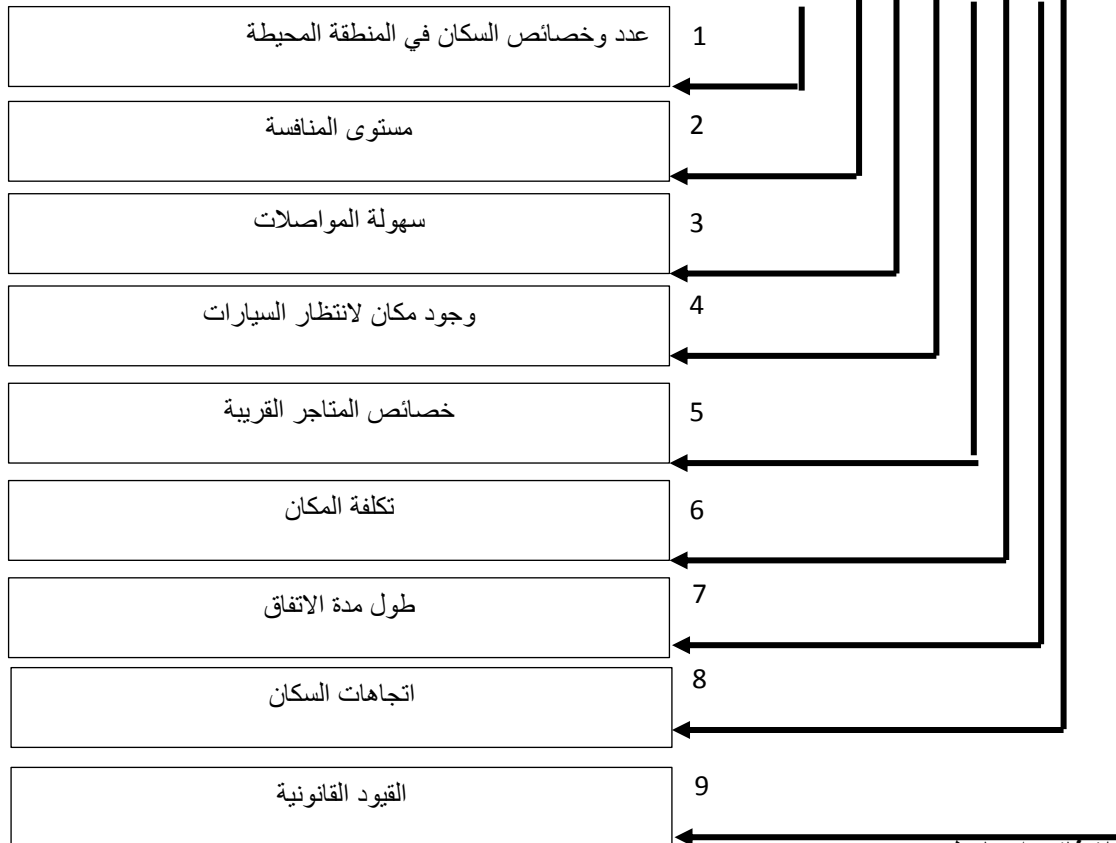 عدد وخصائص السكان في المنطقة المحيطة 1
مستوى المنافسة 2
سهولة المواصلات 3
وجود مكان لانتظار السيارات 4
خصائص المتاجر القريبة 5
تكلفة المكان 6
طول مدة الاتفاق 7
اتجاهات السكان 8
القيود القانونية 9